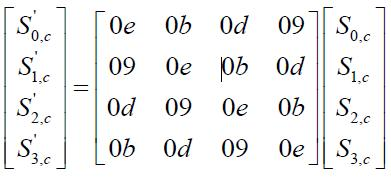 S'0,c 0e 0b 0d 09 S0,c
S'1,c 09 0e 0b 0d S1,c
= 
S'2,c 0d 09 0e 0b S2,c
S'3,c 0b 0d 09 0e S3,c